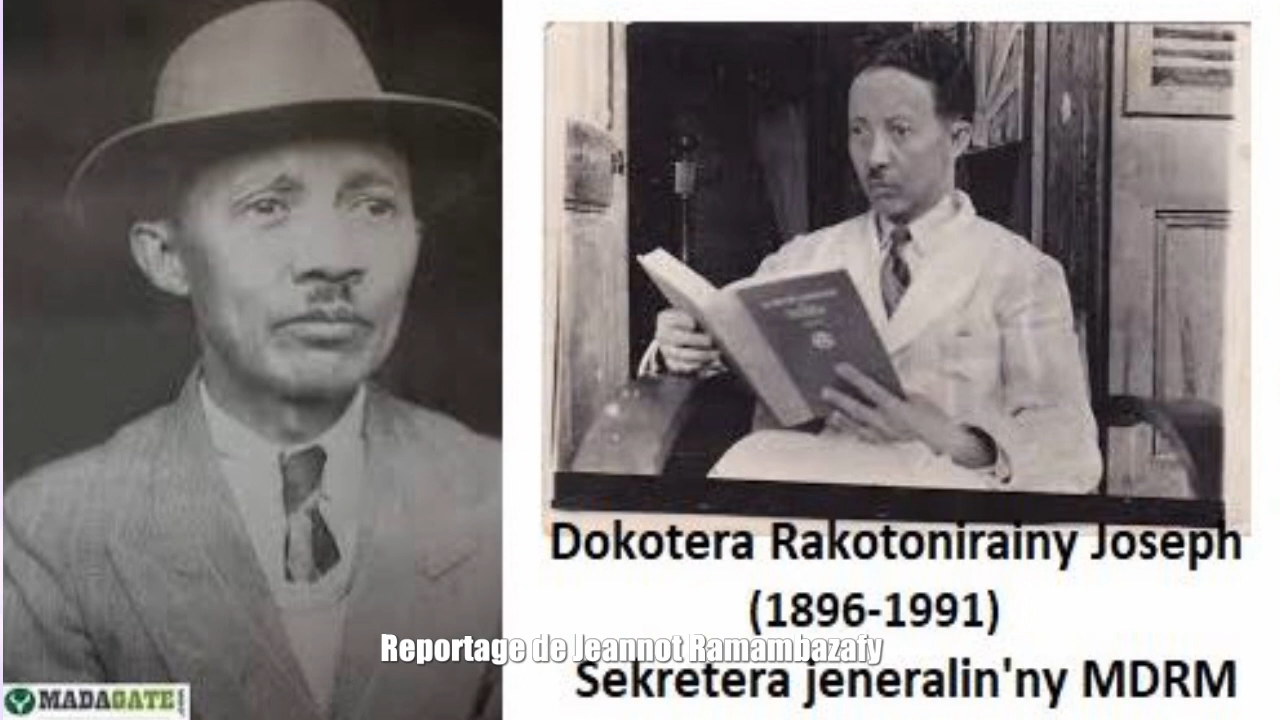 Dokotera Rakotonirainy Joseph
(1896-1991)
Reportage de Jeannot Ramambazafy
Sekretera jeneralin'ny MDRM
MADAGATE